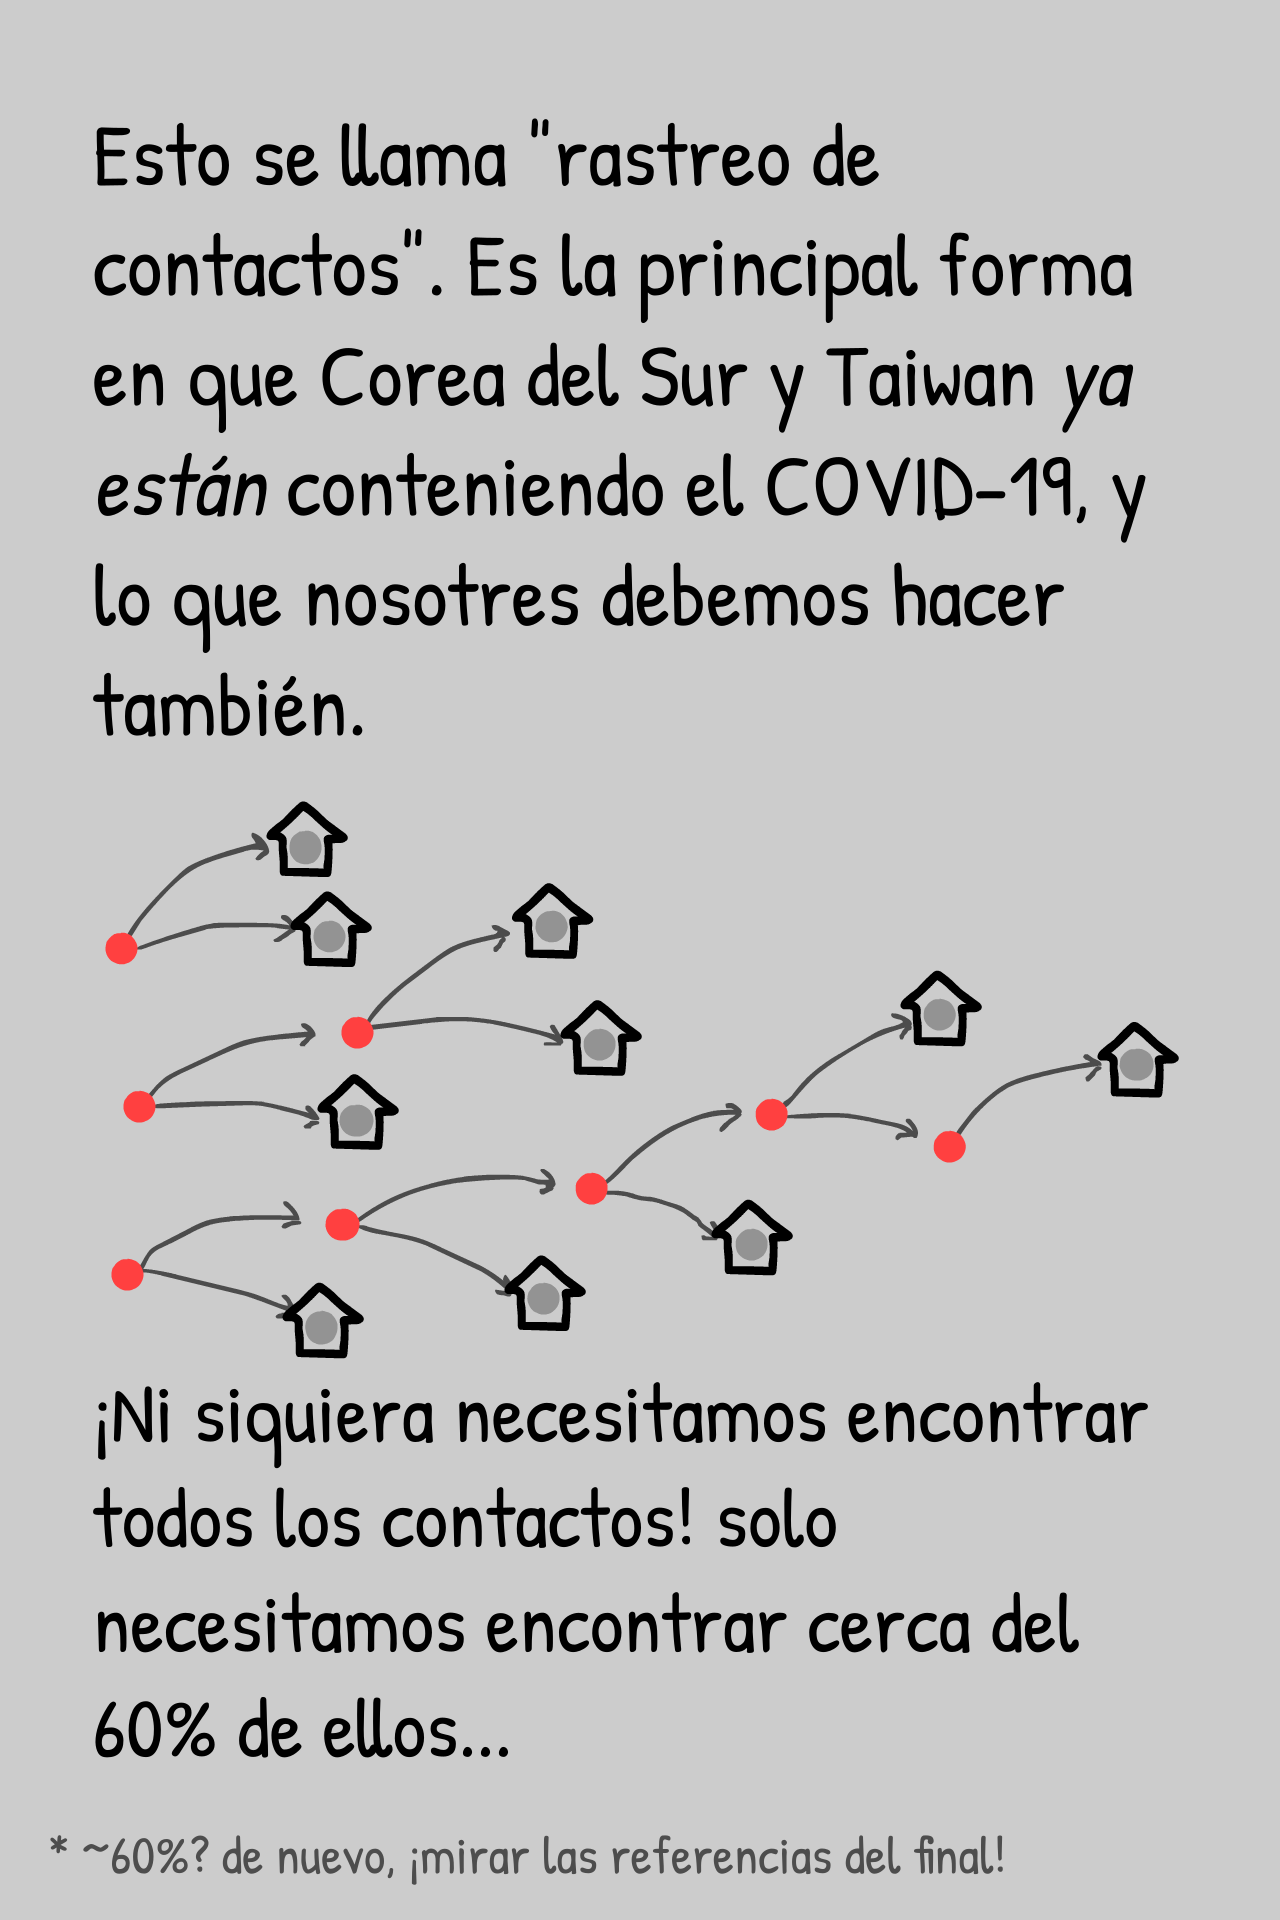 Esto se llama "rastreo de
contactos". Es la principal forma
en que Corea del Sur y Taiwan ya
están conteniendo el COVID-19, y
lo que nosotres debemos hacer
también.
¡Ni siquiera necesitamos encontrar
todos los contactos! solo
necesitamos encontrar cerca del
60% de ellos...
* ~60%? de nuevo, ¡mirar las referencias del final!